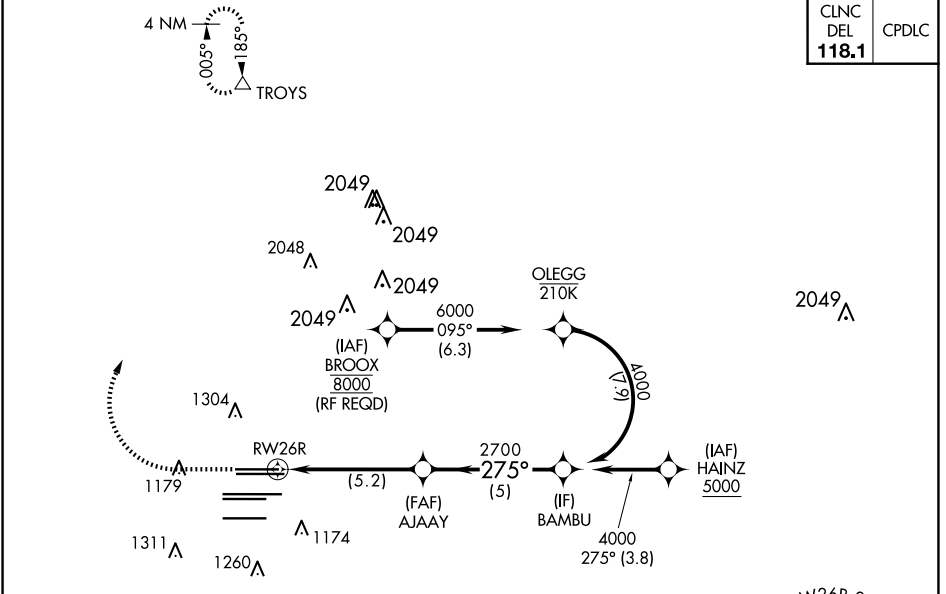 4 NM
005°
185°
TROYS
CLNC
DEL
118.1
CPDLC
2049
2049
2048
2049
2049
2049
OLEGG
210K
6000
095°
(6.3)
(IAF)
BROOX
8000
(RF REQD)
4000
(7.9)
1304
RW26R
1179
(5.2)
(FAF)
AJAAY
2700
275°
(5)
(IF)
BAMBU
(IAF)
HAINZ
5000
4000
275° (3.8)
1174
1311
1260